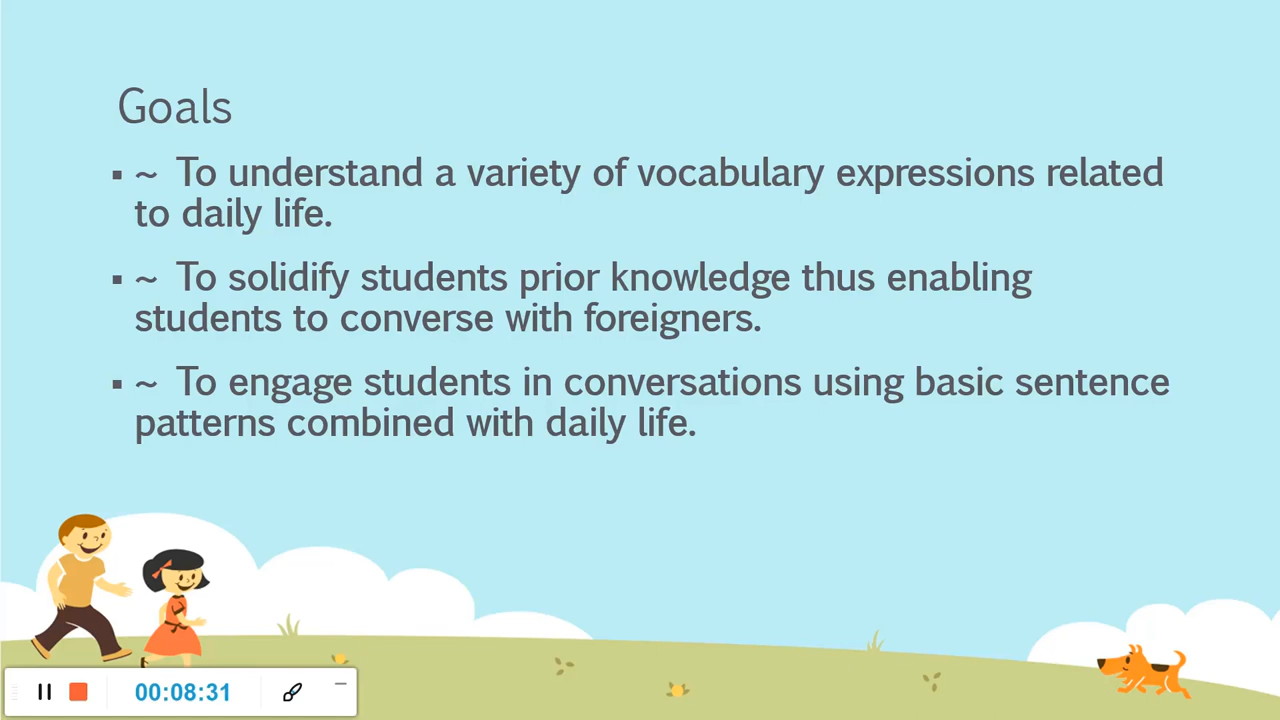 Goals
▪ ~ To understand a variety of vocabulary expressions related
to daily life.
▪ ~ To solidify students prior knowledge thus enabling
students to converse with foreigners.
▪ ~ To engage students in conversations using basic sentence
patterns combined with daily life.
00:08:31